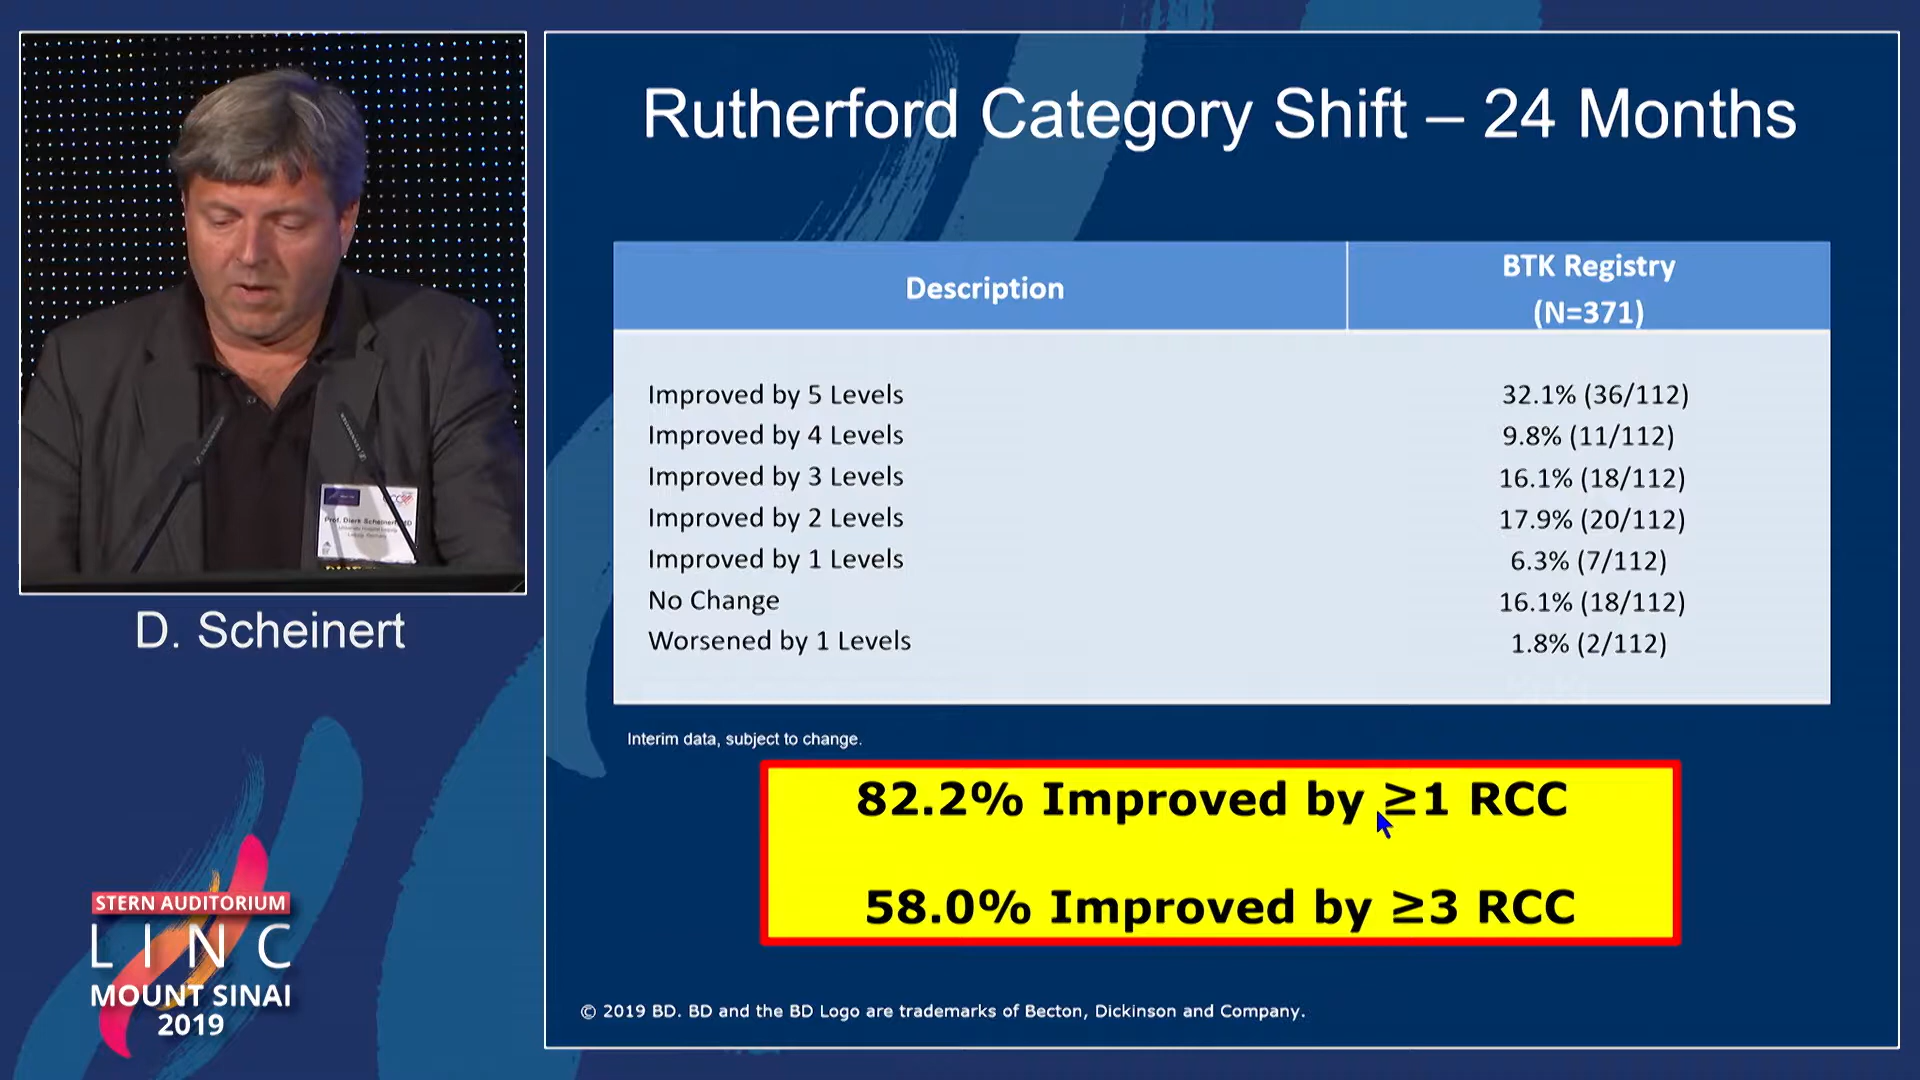 Rutherford Category Shift – 24 Months
Description
BTK Registry
(N=371)
Improved by 5 Levels 32.1% (36/112)
Improved by 4 Levels 9.8% (11/112)
Improved by 3 Levels 16.1% (18/112)
Improved by 2 Levels 17.9% (20/112)
Improved by 1 Levels 6.3% (7/112)
No Change 16.1% (18/112)
Worsened by 1 Levels 1.8% (2/112)
Interim data, subject to change.
82.2% Improved by ≥1 RCC
58.0% Improved by ≥3 RCC
© 2019 BD. BD and the BD Logo are trademarks of Becton, Dickinson and Company.
Prof. Dierk Scheinert, MD
D. Scheinert
STERN AUDITORIUM
LINC
MOUNT SINAI
2019